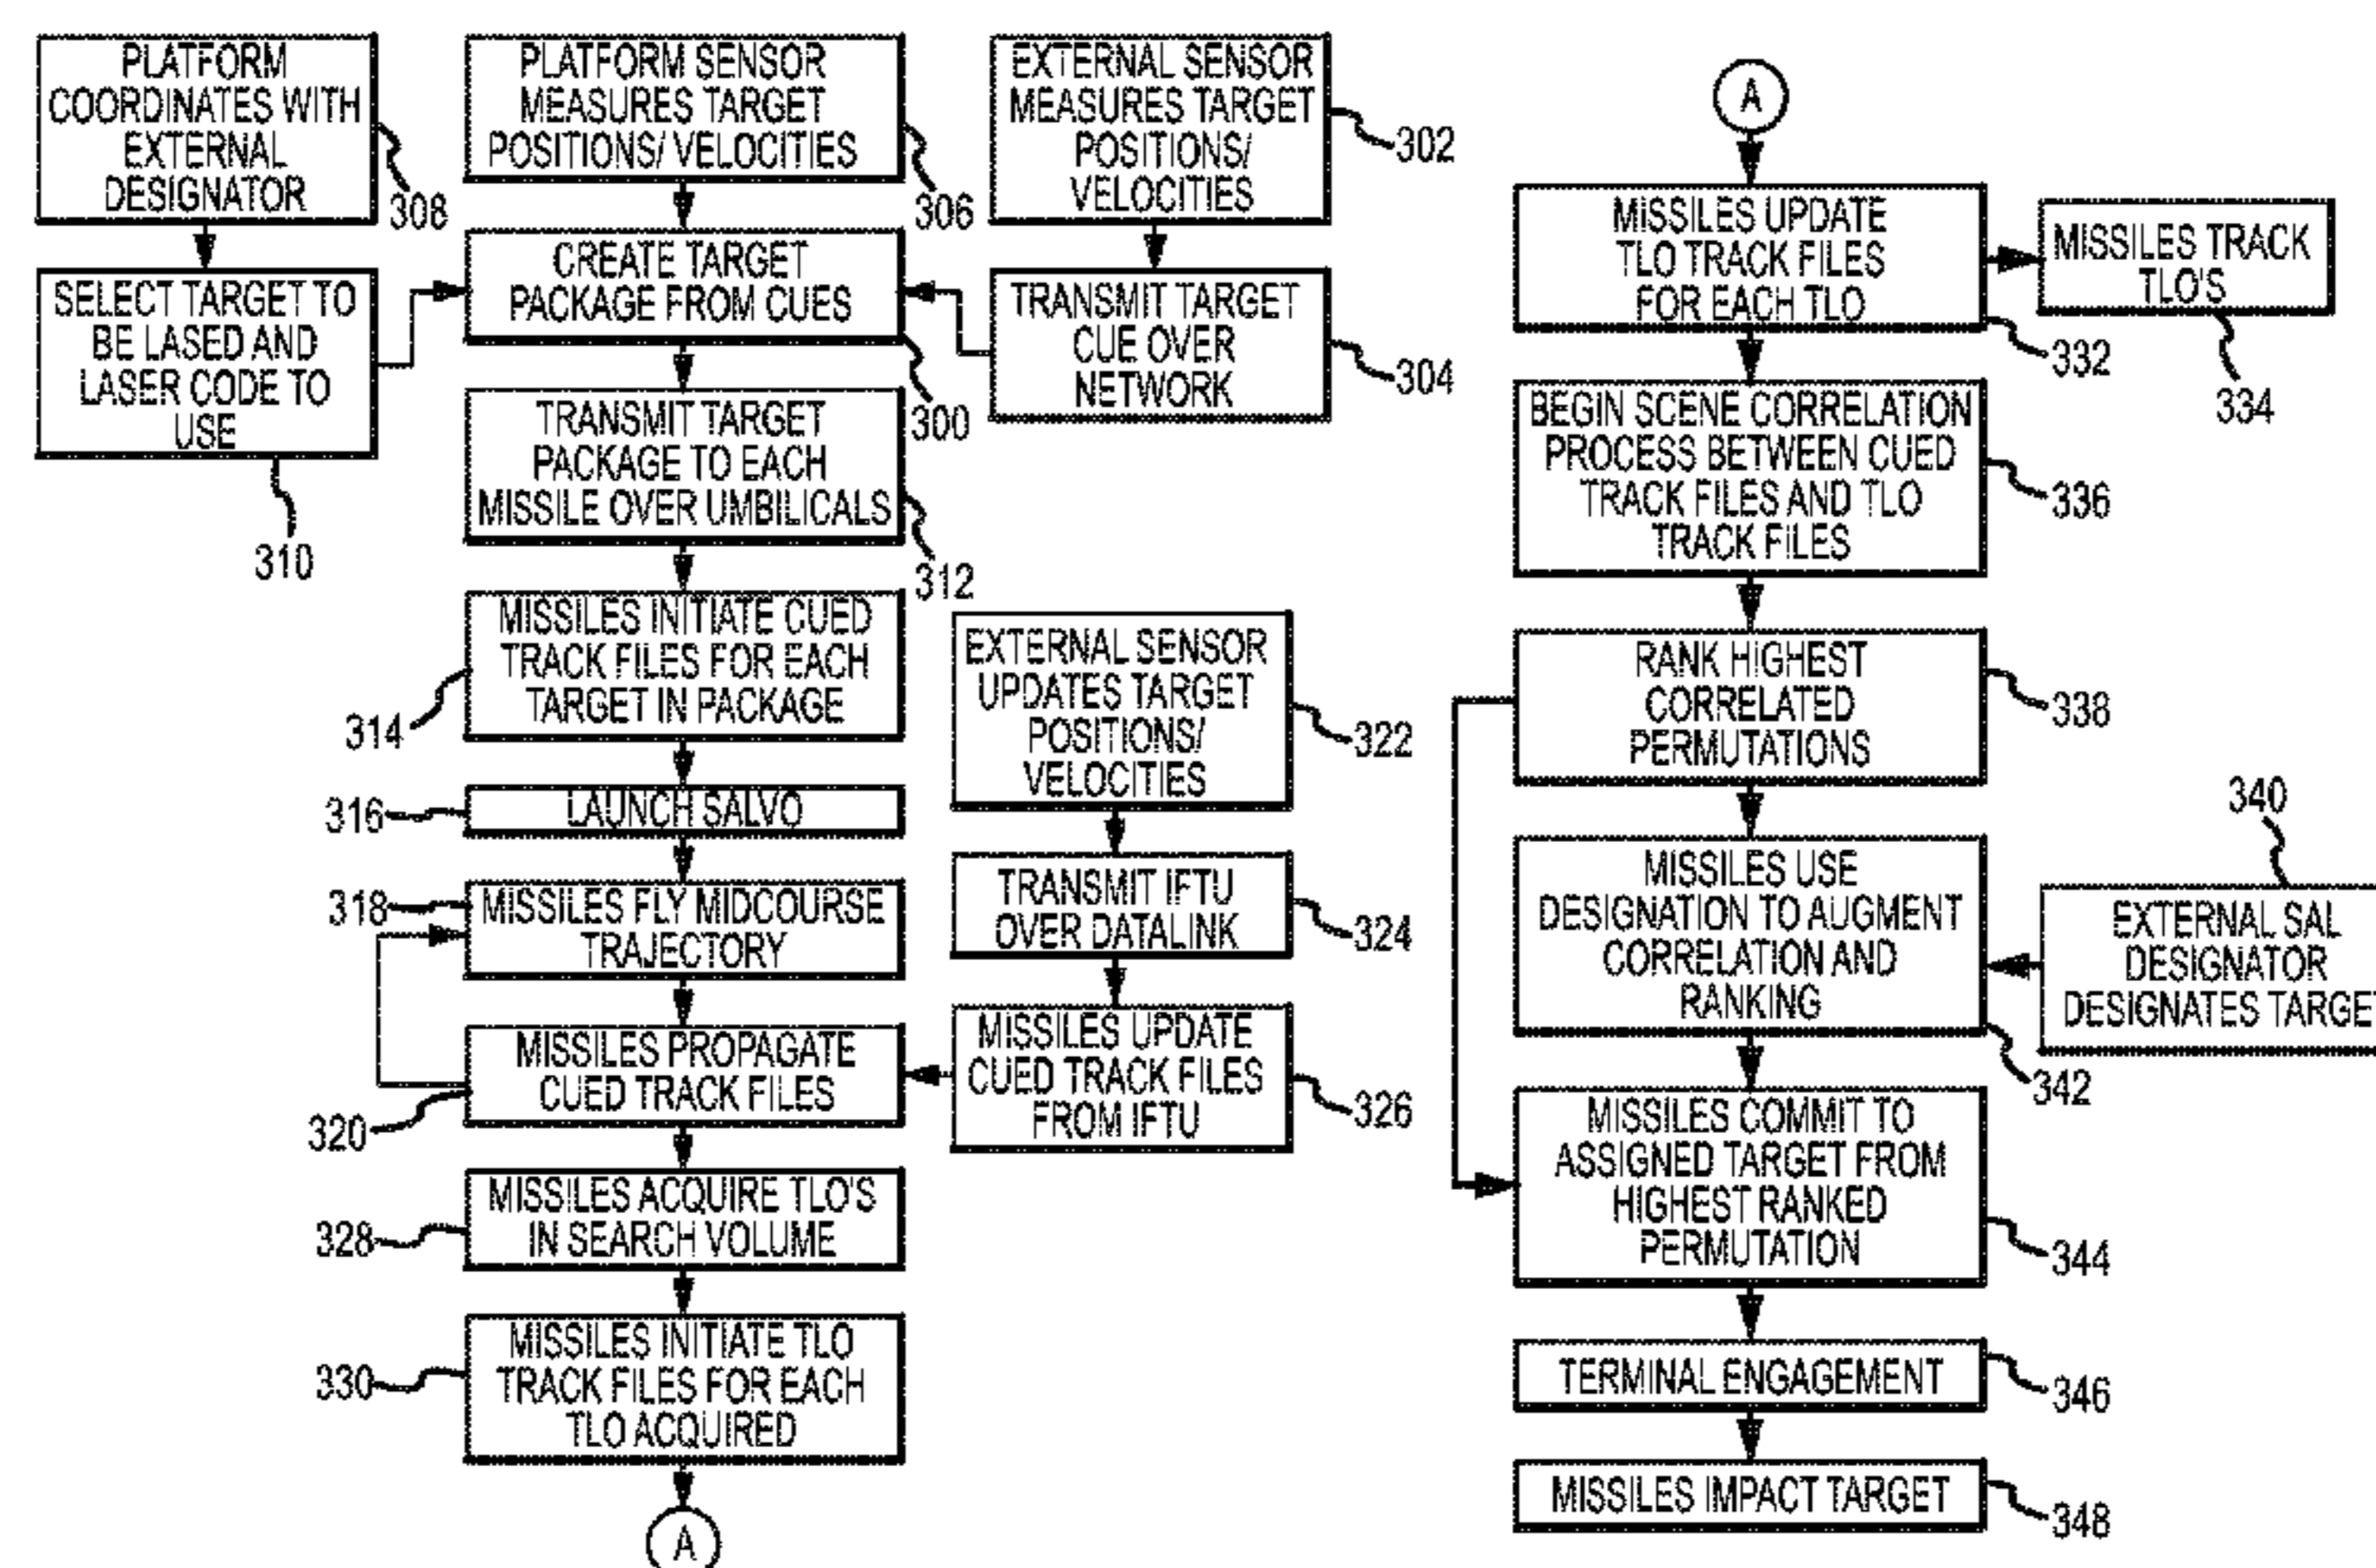 PLATFORM
COORDINATES WITH
EXTERNAL
DESIGNATOR
308
SELECT TARGET TO
BE LASED AND
LASER CODE TO
USE
310
PLATFORM SENSOR
MEASURES TARGET
POSITIONS/ VELOCITIES
306
EXTERNAL SENSOR
MEASURES TARGET
POSITIONS/
VELOCITIES
302
CREATE TARGET
PACKAGE FROM CUES
300
TRANSMIT TARGET
CUE OVER
NETWORK
304
TRANSMIT TARGET
PACKAGE TO EACH
MISSILE OVER UMBILICALS
312
MISSILES INITIATE CUED
TRACK FILES FOR EACH
TARGET IN PACKAGE
314
LAUNCH SALVO
316
MISSILES FLY MIDCOURSE
TRAJECTORY
318
EXTERNAL SENSOR
UPDATES TARGET
POSITIONS/
VELOCITIES
322
TRANSMIT IFTU
OVER DATALINK
324
MISSILES UPDATE
CUED TRACK FILES
FROM IFTU
326
MISSILES PROPAGATE
CUED TRACK FILES
320
MISSILES ACQUIRE TLO'S
IN SEARCH VOLUME
328
MISSILES INITIATE TLO
TRACK FILES FOR EACH
TLO ACQUIRED
330
A
A
MISSILES UPDATE
TLO TRACK FILES
FOR EACH TLO
332
MISSILES TRACK
TLO'S
334
BEGIN SCENE CORRELATION
PROCESS BETWEEN CUED
TRACK FILES AND TLO
TRACK FILES
336
RANK HIGHEST
CORRELATED
PERMUTATIONS
338
MISSILES USE
DESIGNATION TO AUGMENT
CORRELATION AND
RANKING
342
340
EXTERNAL SAL
DESIGNATOR
DESIGNATES TARGET
MISSILES COMMIT TO
ASSIGNED TARGET FROM
HIGHEST RANKED
PERMUTATION
344
TERMINAL ENGAGEMENT
346
MISSILES IMPACT TARGET
348